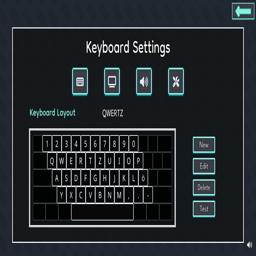 Keyboard Settings
Keyboard Layout QWERTZ
1 2 3 4 5 6 7 8 9 0
Q W E R T Z U I O P
A S D F G H J K L ö
Y X C V B N M , . -
New
Edit
Delete
Test